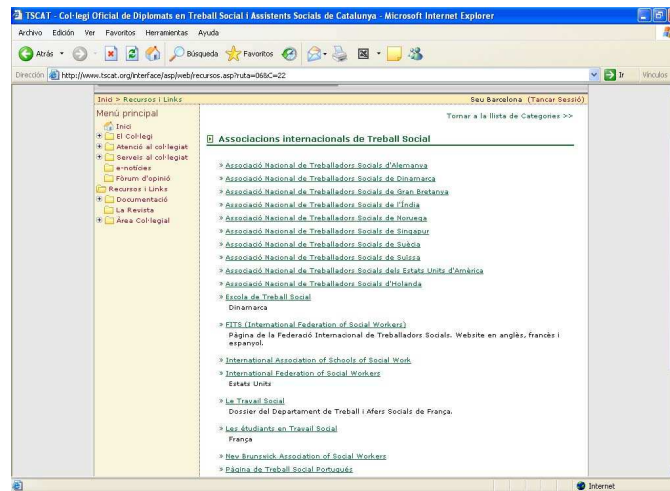 TSCAT - Col·legi Oficial de Diplomats en Treball Social i Assistents Socials de Catalunya - Microsoft Internet Explorer
Archivo Edición Ver Favoritos Herramientas Ayuda
Atrás Búsqueda Favoritos
Dirección http://www.tscat.org/interface/asp/web/recursos.asp?ruta=06&C=22 Ir Vínculos
Inici > Recursos i Links Seu Barcelona (Tancar Sessió)
Menú principal
Tornar a la llista de Categories >>
Inici
El Col·legi
Atenció al col·legiat
Serveis al col·legiat
e-notícies
Fòrum d'opinió
Recursos i Links
Documentació
La Revista
Àrea Col·legial
Associacions internacionals de Treball Social
» Associació Nacional de Treballadors Socials d'Alemanya
» Associació Nacional de Treballadors Socials de Dinamarca
» Associació Nacional de Treballadors Socials de Gran Bretanya
» Associació Nacional de Treballadors Socials de l'Índia
» Associació Nacional de Treballadors Socials de Noruega
» Associació Nacional de Treballadors Socials de Singapur
» Associació Nacional de Treballadors Socials de Suècia
» Associació Nacional de Treballadors Socials de Suïssa
» Associació Nacional de Treballadors Socials dels Estats Units d'Amèrica
» Associació Nacional de Treballadors Socials d'Holanda
» Escola de Treball Social
Dinamarca
» FITS (International Federation of Social Workers)
Pàgina de la Federació Internacional de Treballadors Socials. Website en anglès, francès i
espanyol.
» International Association of Schools of Social Work
» International Federation of Social Workers
Estats Units
» Le Travail Social
Dossier del Departament de Treball i Afers Socials de França.
» Les étudiants en Travail Social
França
» New Brunswick Association of Social Workers
» Pàgina de Treball Social Portuguès
Internet